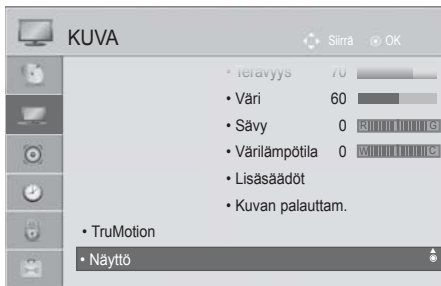 KUVA
Siirrä OK
• Terävyys 70
• Väri 60
• Sävy 0 R G
• Värilämpötila 0 W C
• Lisäsäädöt
• Kuvan palauttam.
• TruMotion
• Näyttö